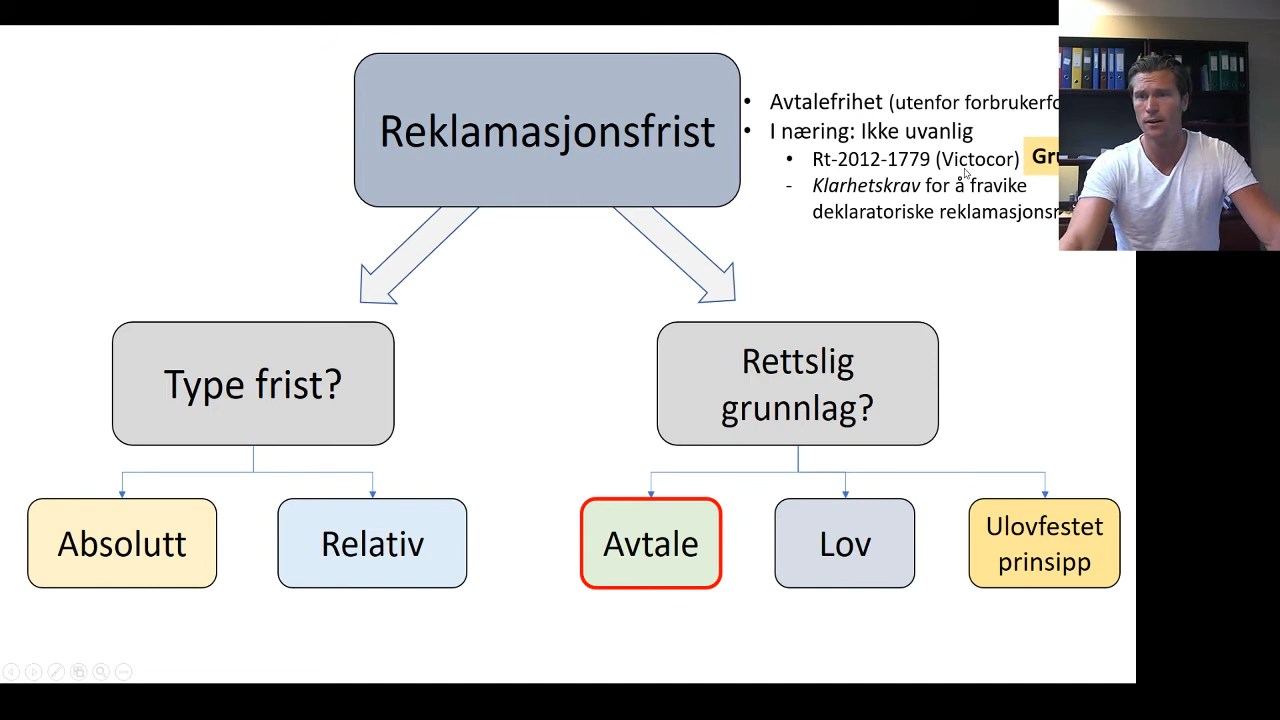 Reklamasjonsfrist
• Avtalefrihet (utenfor forbrukerfo
• I næring: Ikke uvanlig
• Rt-2012-1779 (Victocor)
- Klarhetskrav for å fravike
deklaratoriske reklamasjonsr
Gru
Type frist?
Rettslig
grunnlag?
Absolutt
Relativ
Avtale
Lov
Ulovfestet
prinsipp